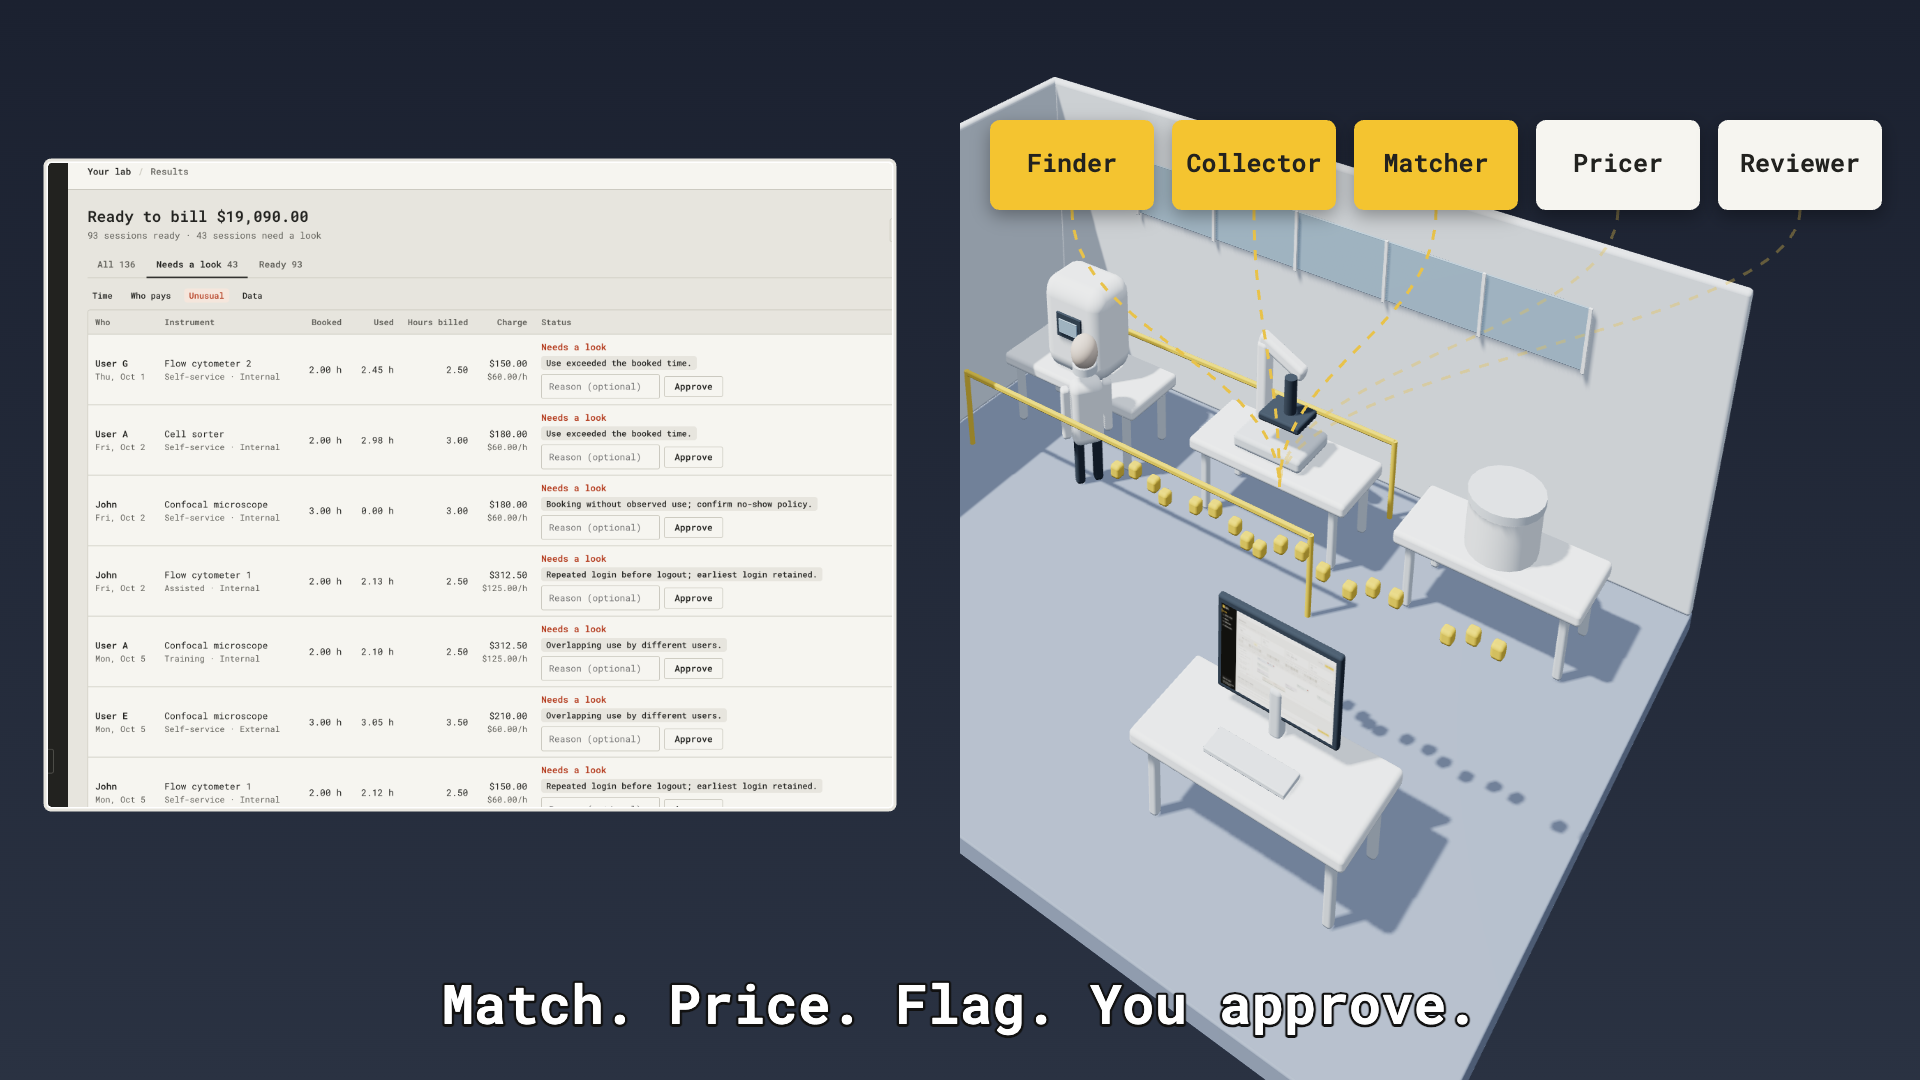 Your lab / Results
Ready to bill $19,090.00
93 sessions ready · 43 sessions need a look
All 136 Needs a look 43 Ready 93
Time Who pays Unusual Data
Who Instrument Booked Used Hours billed Charge Status
Needs a look
User G Flow cytometer 2 2.00 h 2.45 h 2.50 $150.00 Use exceeded the booked time.
Thu, Oct 1 Self-service · Internal $60.00/h Reason (optional) Approve
Needs a look
User A Cell sorter 2.00 h 2.98 h 3.00 $180.00 Use exceeded the booked time.
Fri, Oct 2 Self-service · Internal $60.00/h Reason (optional) Approve
Needs a look
John Confocal microscope 3.00 h 0.00 h 3.00 $180.00 Booking without observed use; confirm no-show policy.
Fri, Oct 2 Self-service · Internal $60.00/h Reason (optional) Approve
Needs a look
John Flow cytometer 1 2.00 h 2.13 h 2.50 $312.50 Repeated login before logout; earliest login retained.
Fri, Oct 2 Assisted · Internal $125.00/h Reason (optional) Approve
Needs a look
User A Confocal microscope 2.00 h 2.10 h 2.50 $312.50 Overlapping use by different users.
Mon, Oct 5 Training · Internal $125.00/h Reason (optional) Approve
Needs a look
User E Confocal microscope 3.00 h 3.05 h 3.50 $210.00 Overlapping use by different users.
Mon, Oct 5 Self-service · External $60.00/h Reason (optional) Approve
Needs a look
John Flow cytometer 1 2.00 h 2.12 h 2.50 $150.00 Repeated login before logout; earliest login retained.
Mon, Oct 5 Self-service · Internal $60.00/h
Finder Collector Matcher Pricer Reviewer
Match. Price. Flag. You approve.